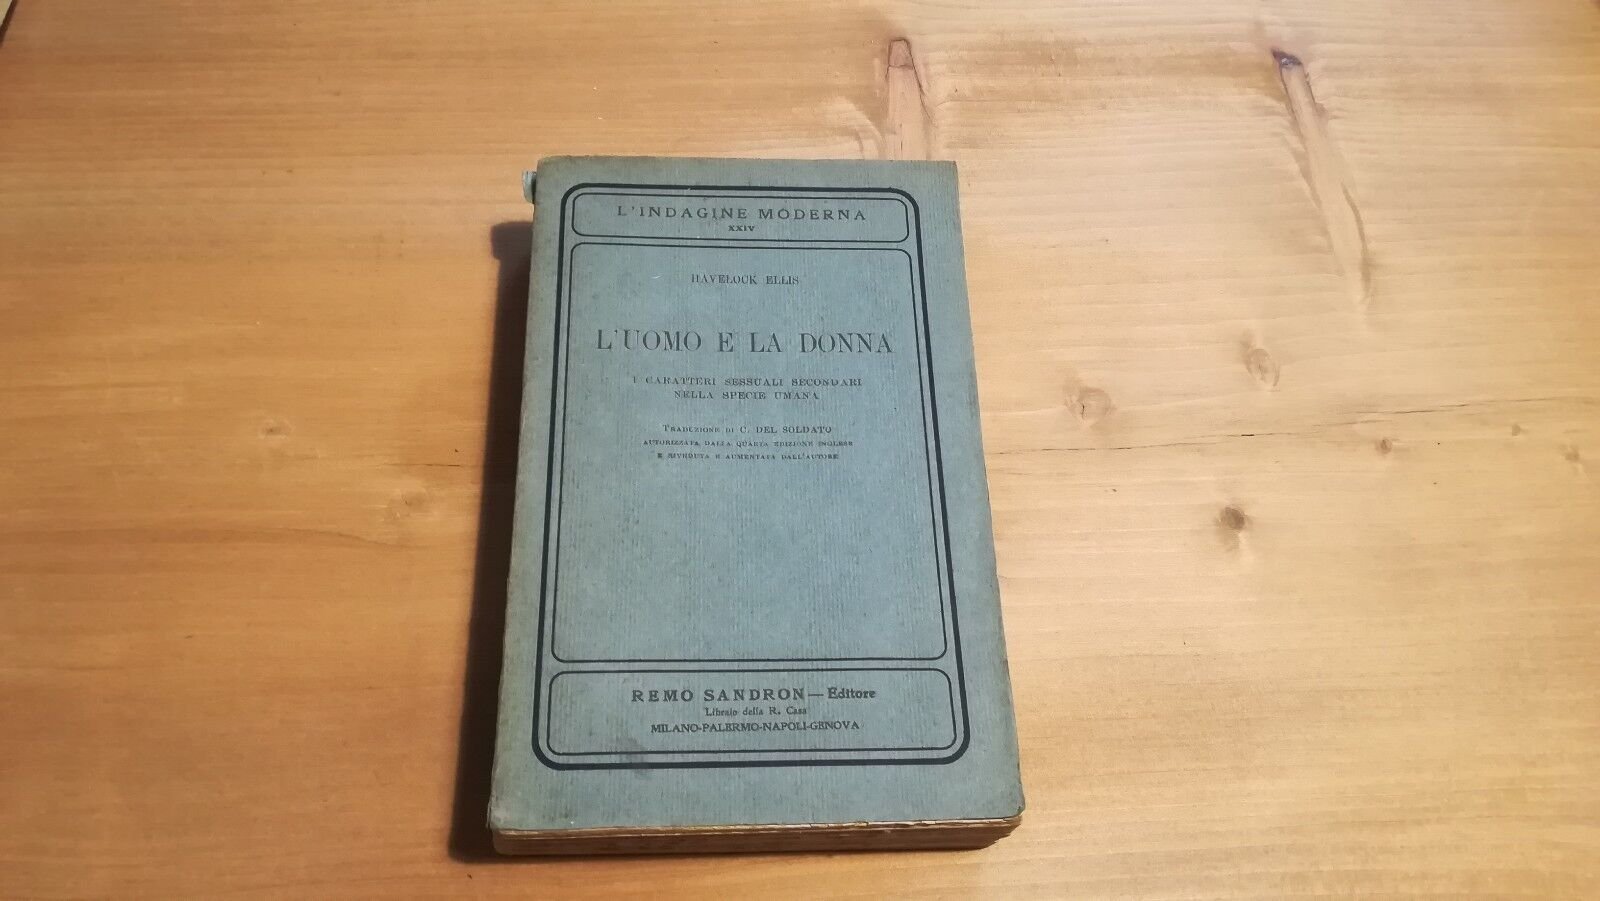 L'INDAGINE MODERNA
XXIV
HAVELOCK ELLIS
L'UOMO E LA DONNA
I CARATTERI SESSUALI SECONDARI
NELLA SPECIE UMANA
TRADUZIONE DI C. DEL SOLDATO
AUTORIZZATA DALLA QUARTA EDIZIONE INGLESE
E RIVEDUTA E AUMENTATA DALL'AUTORE
REMO SANDRON — Editore
Libraio della R. Casa
MILANO-PALERMO-NAPOLI-GENOVA